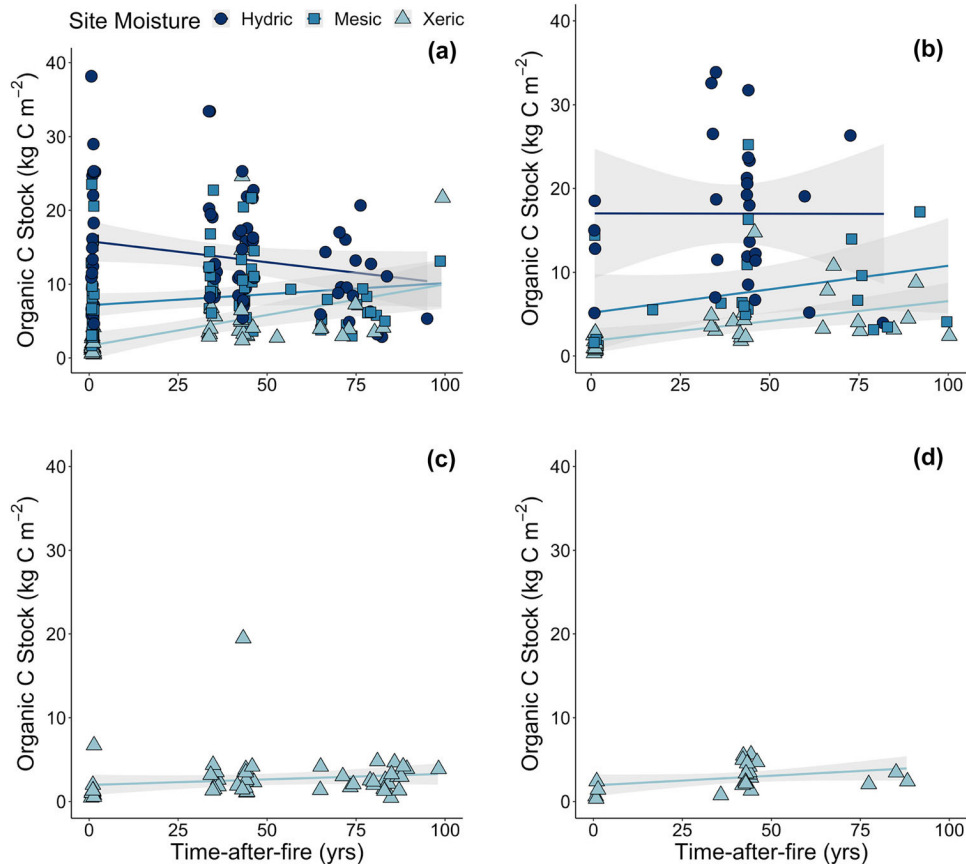 Site Moisture Hydric Mesic Xeric
(a)
(b)
Organic C Stock (kg C m−2)
40
30
20
10
0
0 25 50 75 100
Organic C Stock (kg C m−2)
40
30
20
10
0
0 25 50 75 100
(c)
(d)
Organic C Stock (kg C m−2)
40
30
20
10
0
0 25 50 75 100
Time-after-fire (yrs)
Organic C Stock (kg C m−2)
40
30
20
10
0
0 25 50 75 100
Time-after-fire (yrs)